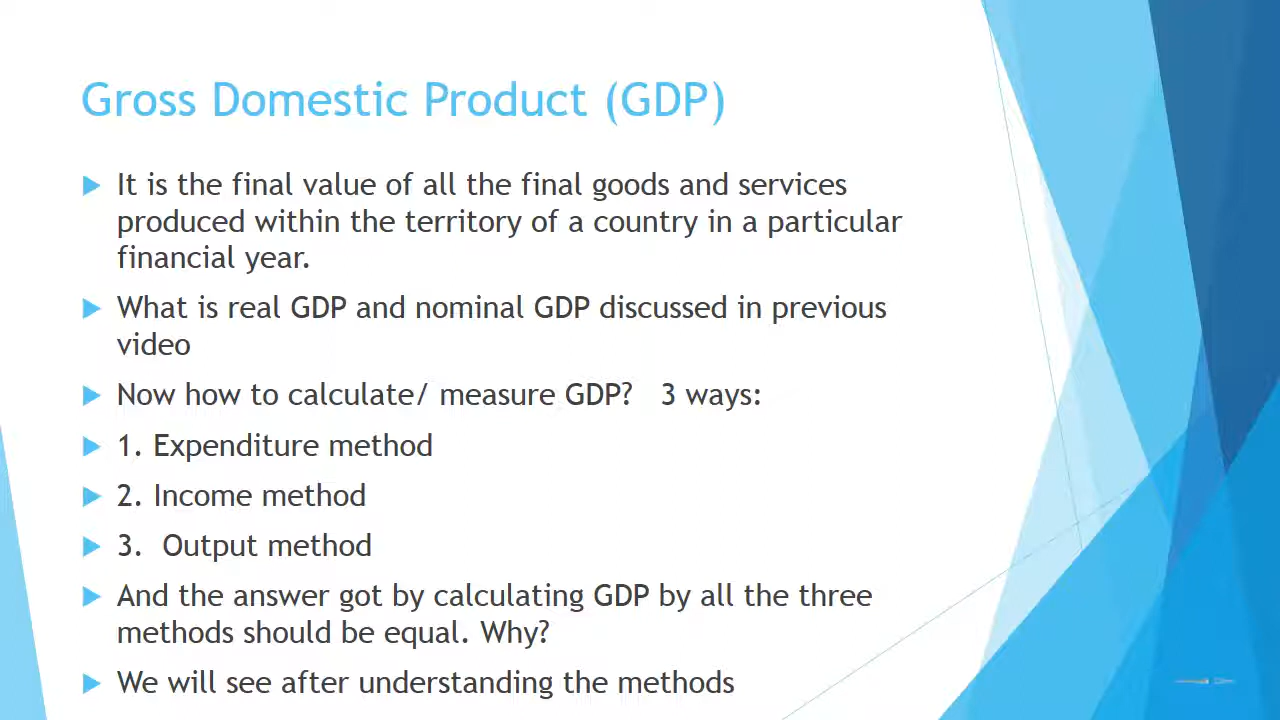 Gross Domestic Product (GDP)
It is the final value of all the final goods and services
produced within the territory of a country in a particular
financial year.
What is real GDP and nominal GDP discussed in previous
video
Now how to calculate/ measure GDP?   3 ways:
1. Expenditure method
2. Income method
3.  Output method
And the answer got by calculating GDP by all the three
methods should be equal. Why?
We will see after understanding the methods